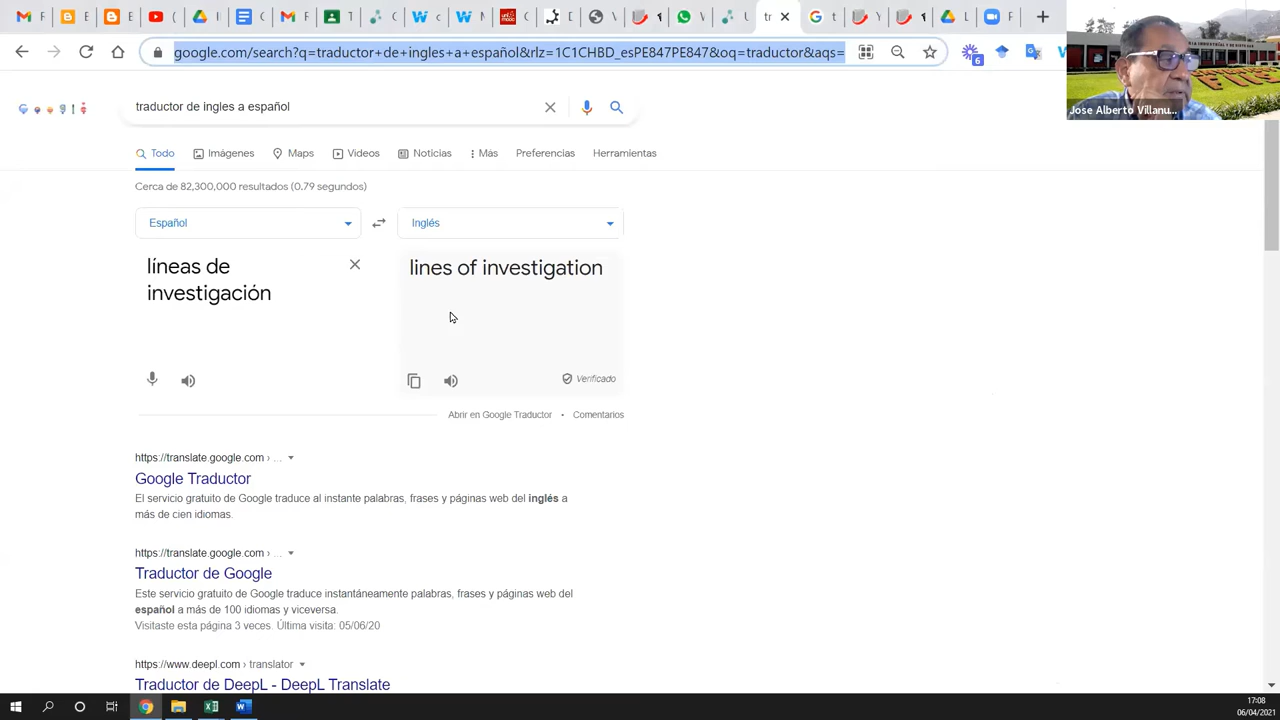 google.com/search?q=traductor+de+ingles+a+español&rlz=1C1CHBD_esPE847PE847&oq=traductor&aqs=
6
Jose Alberto Villanu...
Google
traductor de ingles a español
Todo Imágenes Maps Videos Noticias Más Preferencias Herramientas
Cerca de 82,300,000 resultados (0.79 segundos)
Español Inglés
líneas de
investigación
lines of investigation
Verificado
Abrir en Google Traductor • Comentarios
https://translate.google.com › ...
Google Traductor
El servicio gratuito de Google traduce al instante palabras, frases y páginas web del inglés a
más de cien idiomas.
https://translate.google.com › ...
Traductor de Google
Este servicio gratuito de Google traduce instantáneamente palabras, frases y páginas web del
español a más de 100 idiomas y viceversa.
Visitaste esta página 3 veces. Última visita: 05/06/20
https://www.deepl.com › translator
Traductor de DeepL - DeepL Translate
17:08
06/04/2021